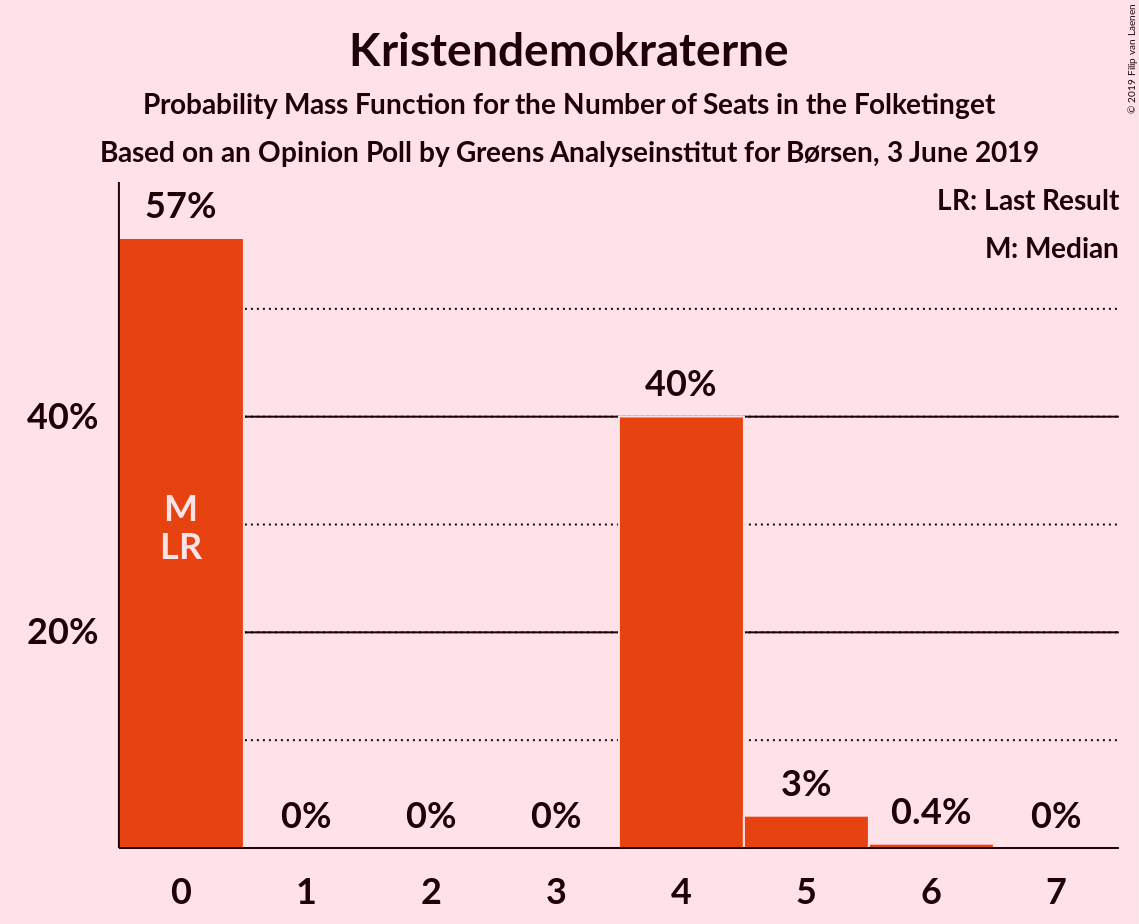 Kristendemokraterne
Probability Mass Function for the Number of Seats in the Folketinget
Based on an Opinion Poll by Greens Analyseinstitut for Børsen, 3 June 2019
© 2019 Filip van Laenen
LR: Last Result
M: Median
57%
40%
40%
M
LR
20%
3%
0.4%
0%
0%
0%
0%
0
1
2
3
4
5
6
7